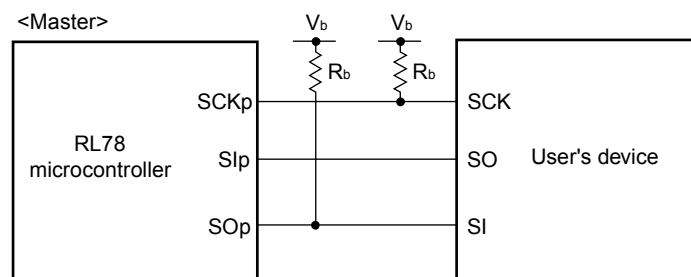 <Master>
Vb Vb
Rb Rb
SCKp SCK
RL78
microcontroller
SIp SO
User's device
SOp SI